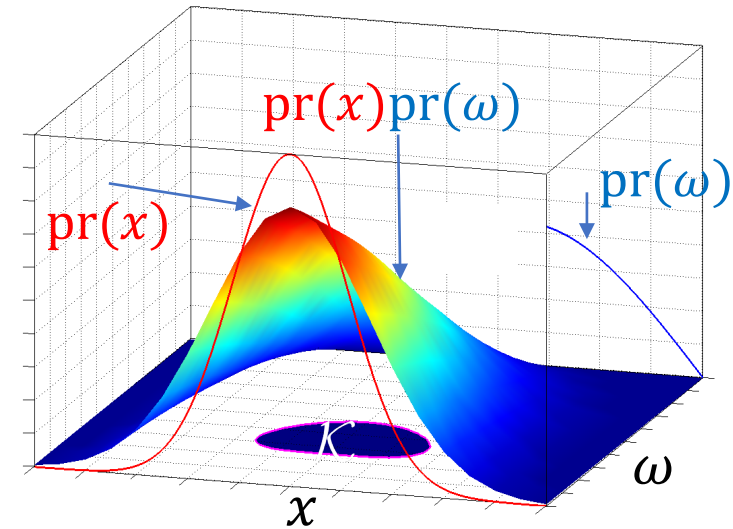 pr(𝑥)pr(𝜔)
pr(𝜔)
pr(𝑥)
𝒦
𝜔
𝑥